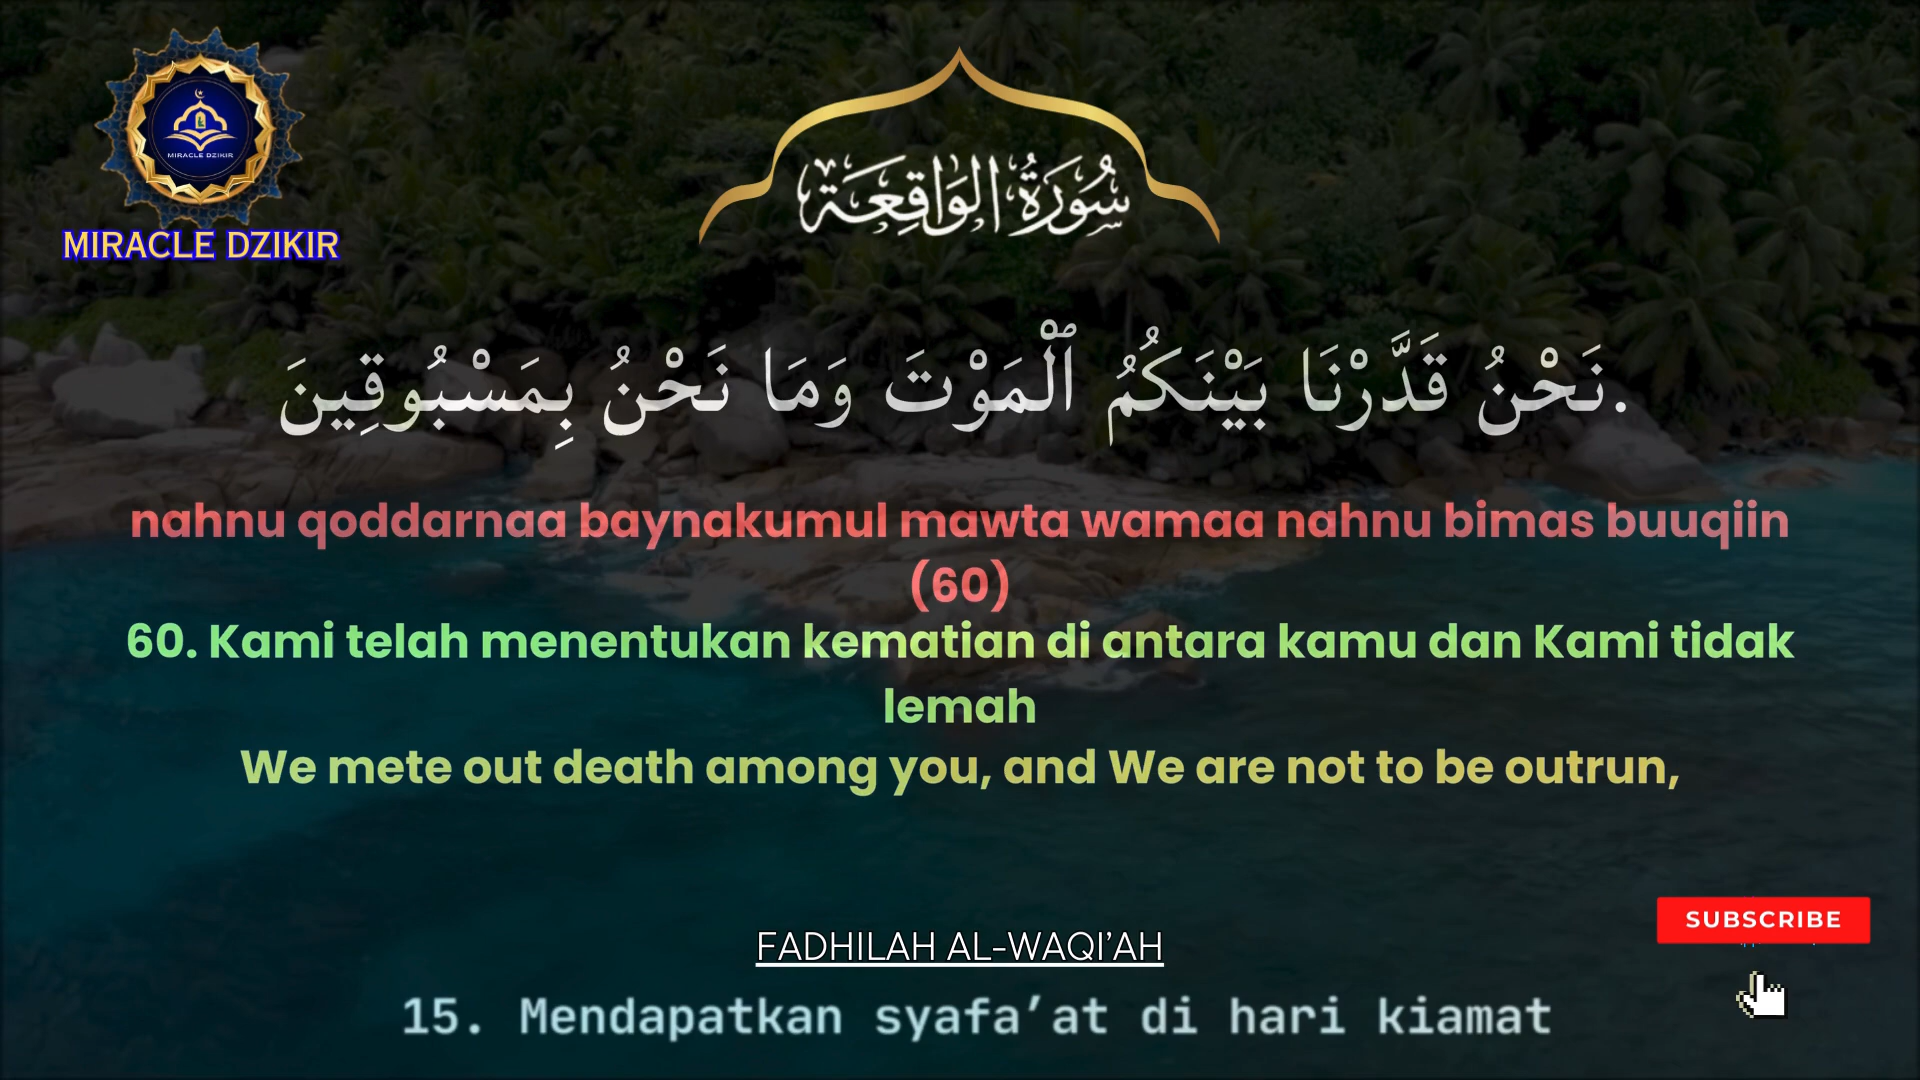 MIRACLE DZIKIR
MIRACLE DZIKIR
سُورَةُ الوَاقِعَة
نَحْنُ قَدَّرْنَا بَيْنَكُمُ ٱلْمَوْتَ وَمَا نَحْنُ بِمَسْبُوقِينَ.
nahnu qoddarnaa baynakumul mawta wamaa nahnu bimas buuqiin
(60)
60. Kami telah menentukan kematian di antara kamu dan Kami tidak
lemah
We mete out death among you, and We are not to be outrun,
SUBSCRIBE
FADHILAH AL-WAQI’AH
15. Mendapatkan syafa’at di hari kiamat